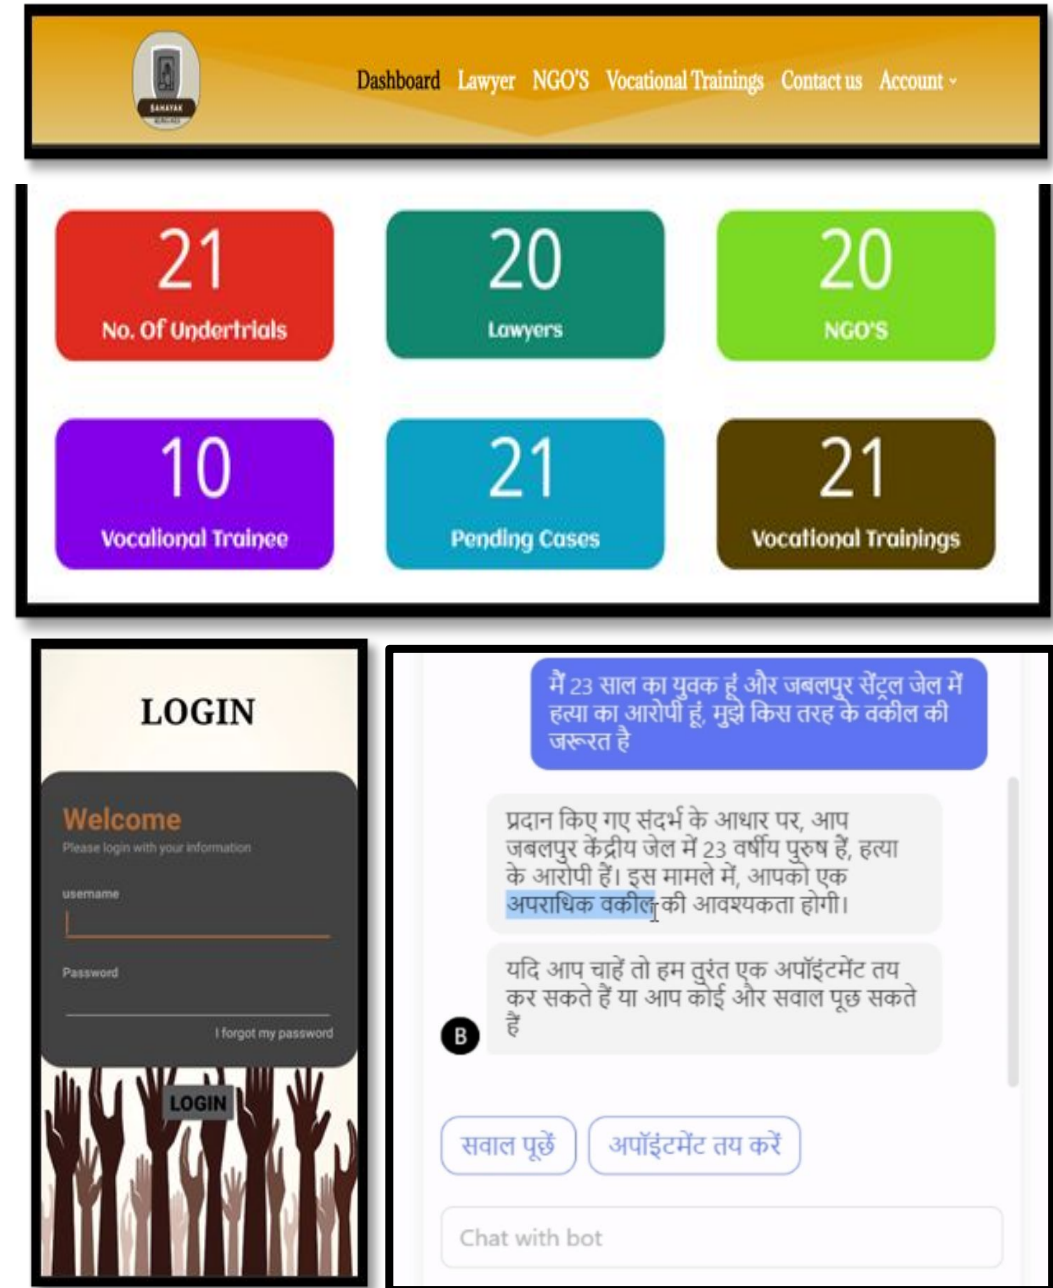 SAHAYAK
Dashboard Lawyer NGO'S Vocational Trainings Contact us Account
21
No. Of Undertrials
20
Lawyers
20
NGO'S
10
Vocalional Trainee
21
Pending Cases
21
Vocational Trainings
LOGIN
Welcome
Please login with your information
username
Password
I forgot my password
LOGIN
मैं 23 साल का युवक हूं और जबलपुर सेंट्रल जेल में
हत्या का आरोपी हूं, मुझे किस तरह के वकील की
जरूरत है
प्रदान किए गए संदर्भ के आधार पर, आप
जबलपुर केंद्रीय जेल में 23 वर्षीय पुरुष हैं, हत्या
के आरोपी हैं। इस मामले में, आपको एक
अपराधिक वकील की आवश्यकता होगी।
यदि आप चाहें तो हम तुरंत एक अपॉइंटमेंट तय
कर सकते हैं या आप कोई और सवाल पूछ सकते
हैं
B
सवाल पूछें
अपॉइंटमेंट तय करें
Chat with bot